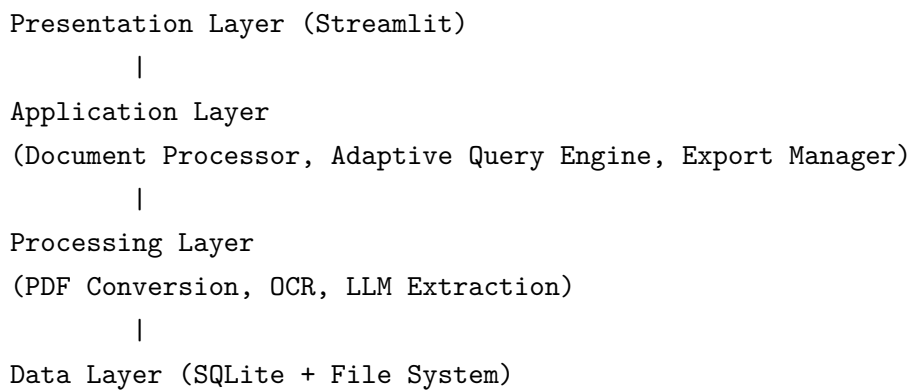 Presentation Layer (Streamlit)
|
Application Layer
(Document Processor, Adaptive Query Engine, Export Manager)
|
Processing Layer
(PDF Conversion, OCR, LLM Extraction)
|
Data Layer (SQLite + File System)